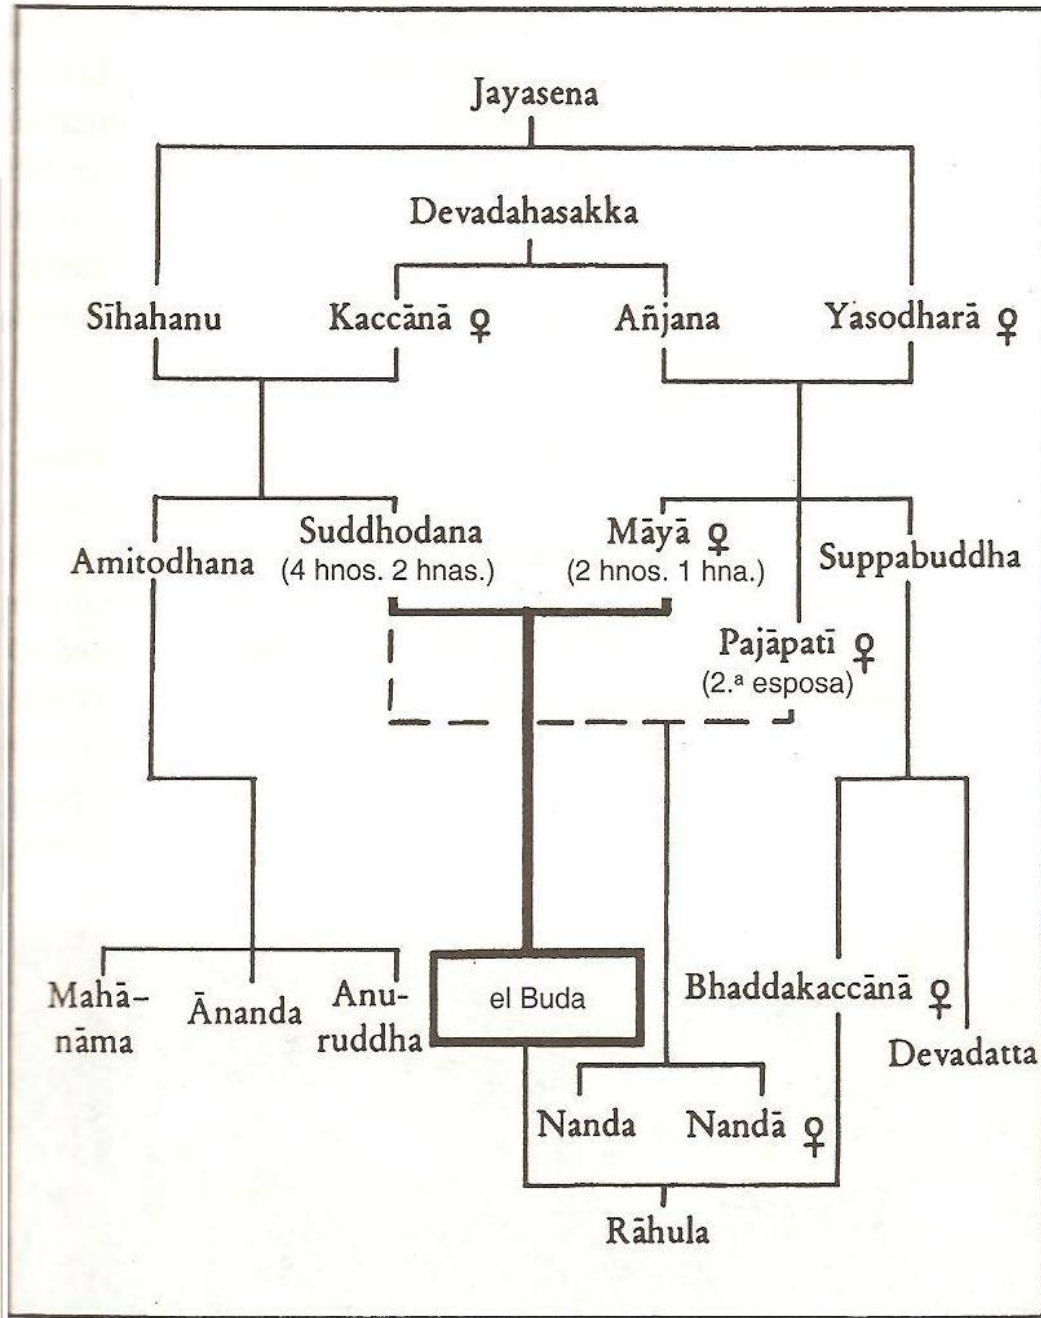 Jayasena
Devadahasakka
Sīhahanu Kaccānā ♀ Añjana Yasodharā ♀
Amitodhana
Suddhodana
(4 hnos. 2 hnas.)
Māyā ♀
(2 hnos. 1 hna.)
Suppabuddha
Pajāpatī ♀
(2.ª esposa)
Mahā-
nāma
Ānanda
Anu-
ruddha
el Buda
Bhaddakaccānā ♀
Devadatta
Nanda Nandā ♀
Rāhula